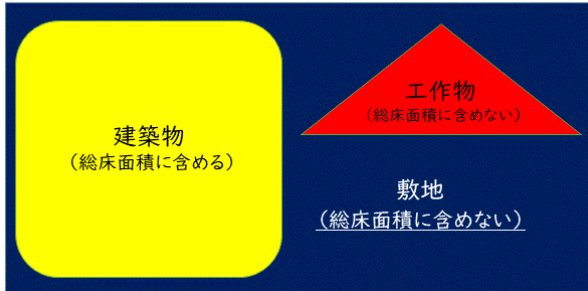 建築物
（総床面積に含める）
工作物
（総床面積に含めない）
敷地
（総床面積に含めない）